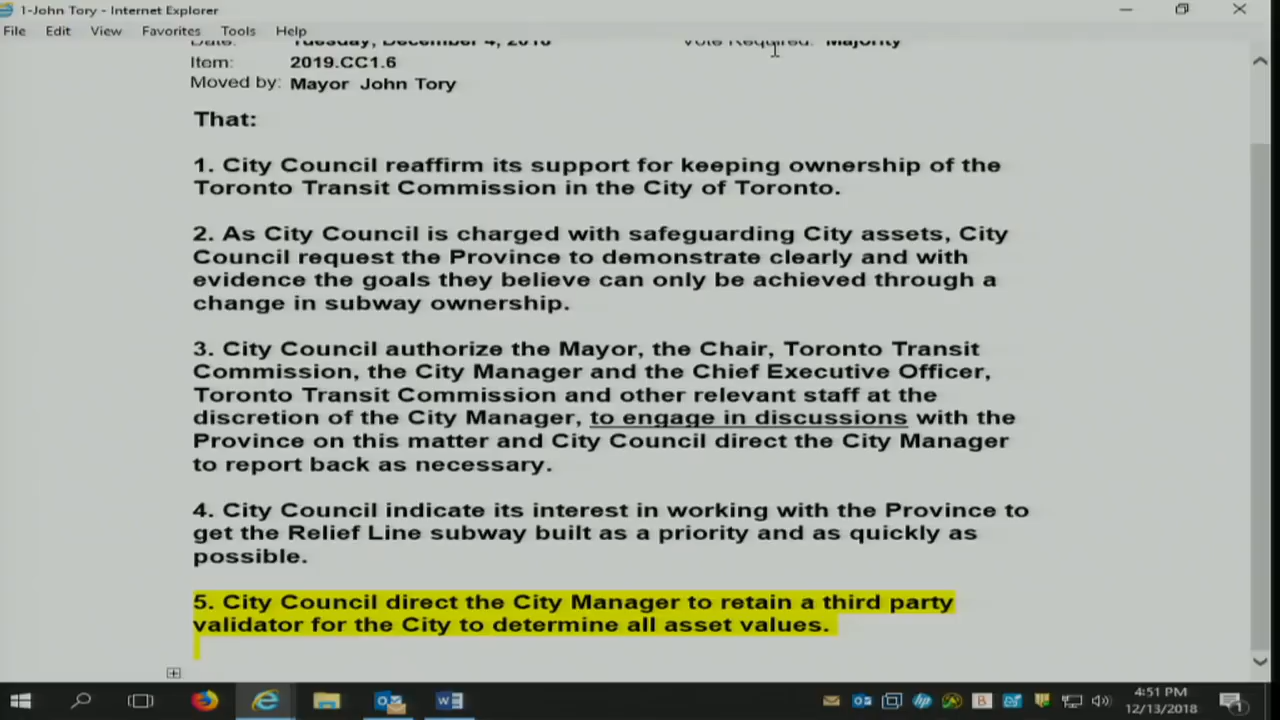 1-John Tory - Internet Explorer
File Edit View Favorites Tools Help
Date: Tuesday, December 4, 2018 Vote Required: Majority
Item: 2019.CC1.6
Moved by: Mayor John Tory
That:
1. City Council reaffirm its support for keeping ownership of the
Toronto Transit Commission in the City of Toronto.
2. As City Council is charged with safeguarding City assets, City
Council request the Province to demonstrate clearly and with
evidence the goals they believe can only be achieved through a
change in subway ownership.
3. City Council authorize the Mayor, the Chair, Toronto Transit
Commission, the City Manager and the Chief Executive Officer,
Toronto Transit Commission and other relevant staff at the
discretion of the City Manager, to engage in discussions with the
Province on this matter and City Council direct the City Manager
to report back as necessary.
4. City Council indicate its interest in working with the Province to
get the Relief Line subway built as a priority and as quickly as
possible.
5. City Council direct the City Manager to retain a third party
validator for the City to determine all asset values.
4:51 PM
12/13/2018